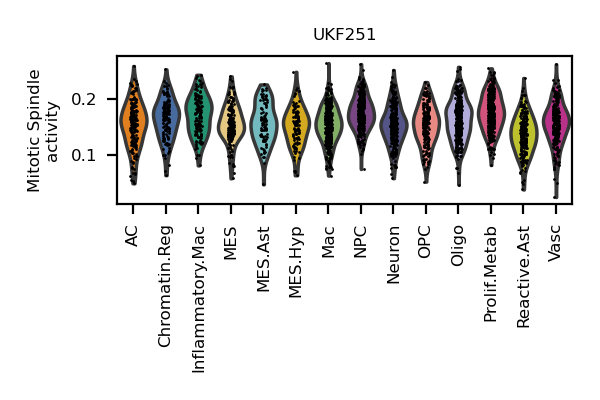 UKF251
Mitotic Spindle
activity
0.2
0.1
AC
Chromatin.Reg
Inflammatory.Mac
MES
MES.Ast
MES.Hyp
Mac
NPC
Neuron
OPC
Oligo
Prolif.Metab
Reactive.Ast
Vasc